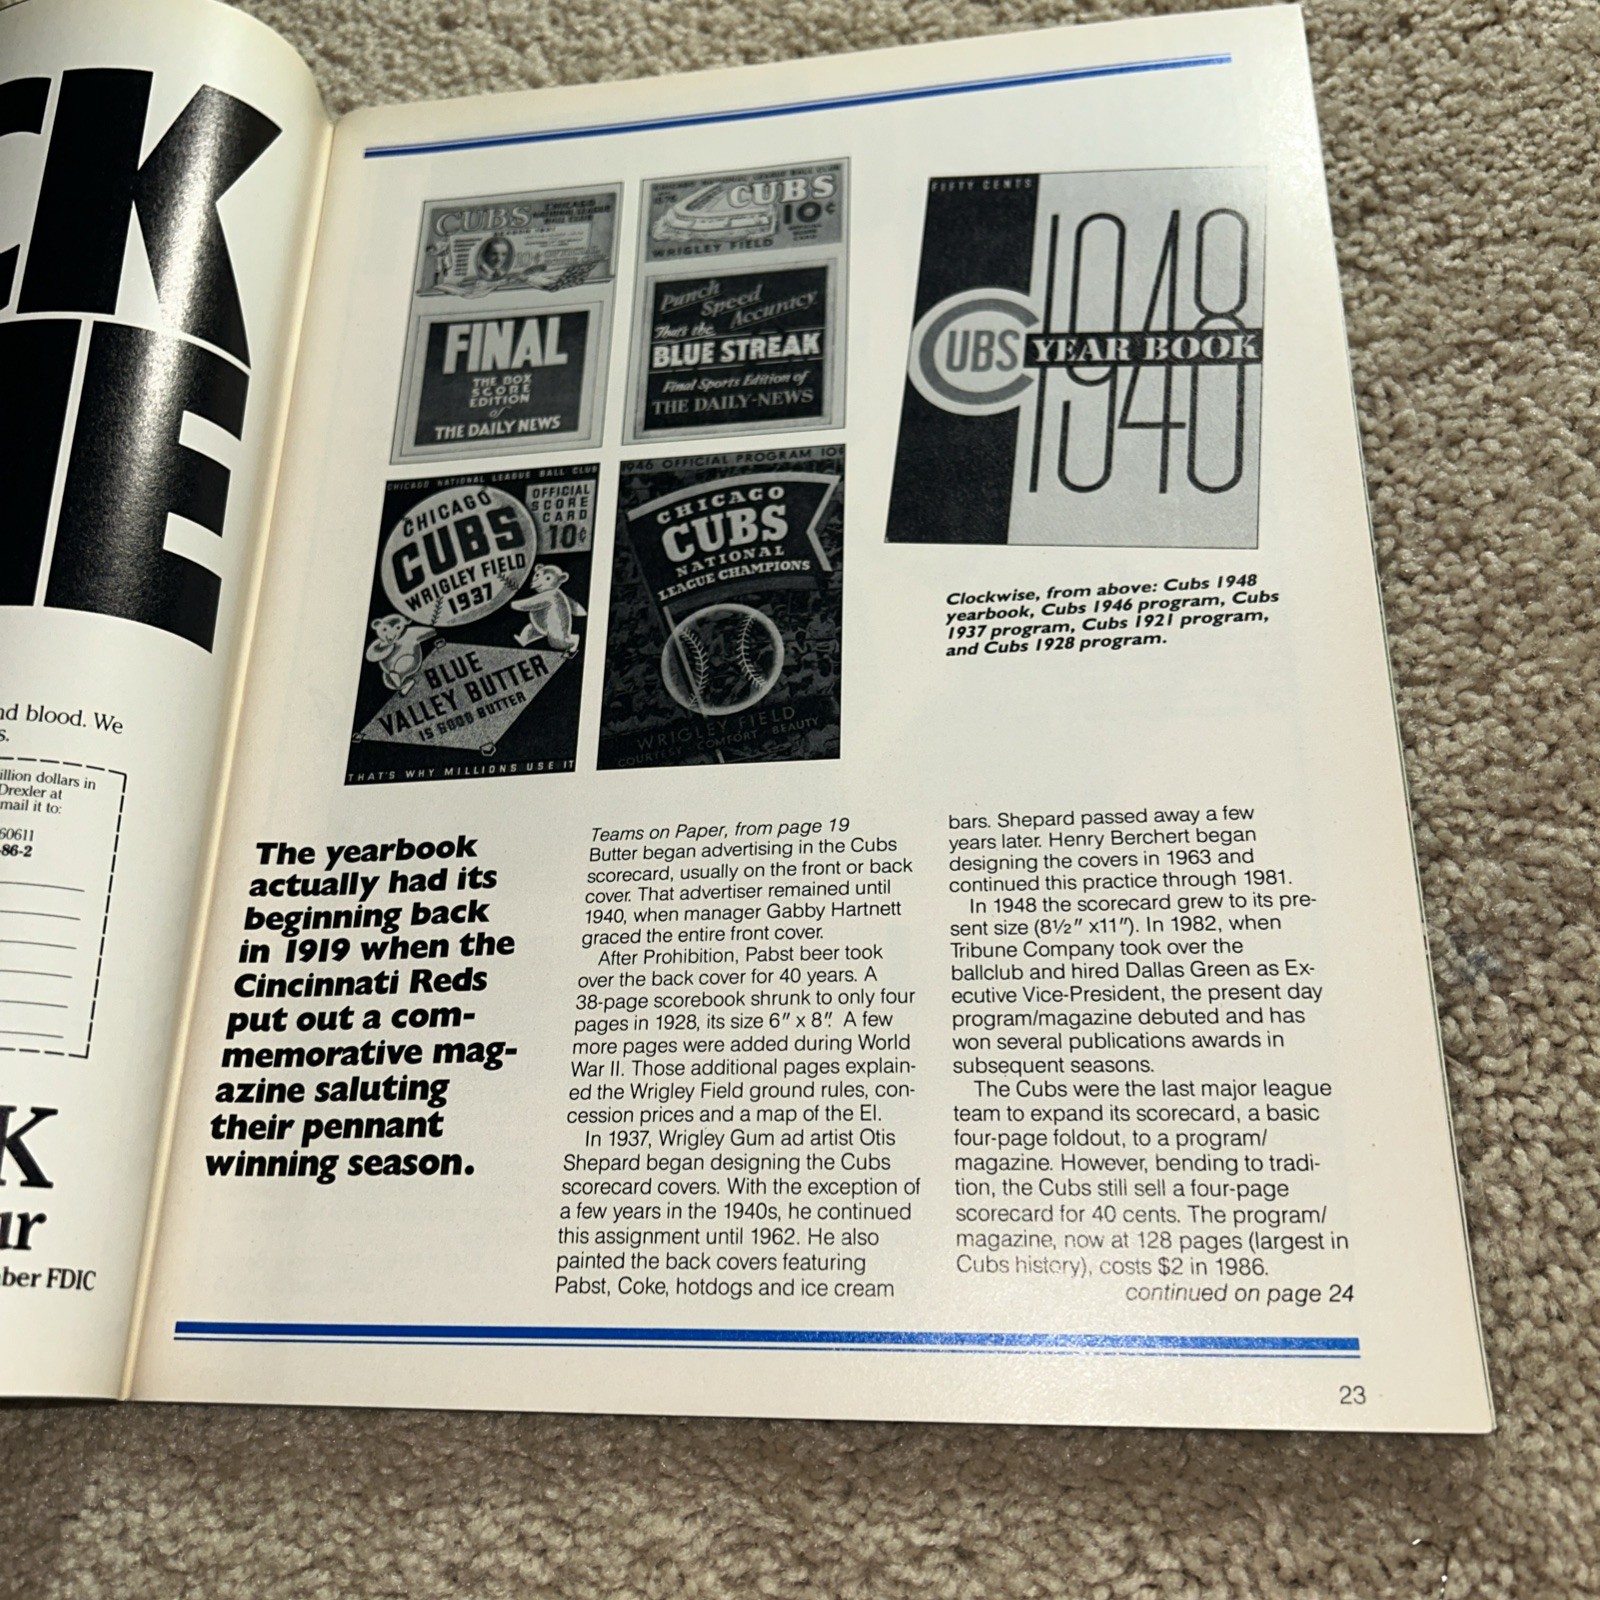 CK
E
nd blood. We
s.
illion dollars in
Drexler at
mail it to:
60611
86-2
K
ur
ber FDIC
CUBS
CHICAGO
NATIONAL LEAGUE
BALL CLUB
10¢
FINAL
THE BOX
SCORE
EDITION
of
THE DAILY NEWS
CHICAGO NATIONAL LEAGUE BALL CLUB
CUBS
10¢
WRIGLEY FIELD
Punch
Speed
Accuracy
That's the
BLUE STREAK
Final Sports Edition of
THE DAILY-NEWS
CHICAGO NATIONAL LEAGUE BALL CLUB
OFFICIAL
SCORE
CARD
10¢
CHICAGO
CUBS
WRIGLEY FIELD
1937
BLUE
VALLEY BUTTER
IS GOOD BUTTER
THAT'S WHY MILLIONS USE IT
1946 OFFICIAL PROGRAM 10¢
CHICAGO
CUBS
NATIONAL
LEAGUE CHAMPIONS
WRIGLEY FIELD
COURTESY · COMFORT · BEAUTY
FIFTY CENTS
1948
CUBS YEAR BOOK
1948
Clockwise, from above: Cubs 1948
yearbook, Cubs 1946 program, Cubs
1937 program, Cubs 1921 program,
and Cubs 1928 program.
The yearbook
actually had its
beginning back
in 1919 when the
Cincinnati Reds
put out a com-
memorative mag-
azine saluting
their pennant
winning season.
Teams on Paper, from page 19
Butter began advertising in the Cubs
scorecard, usually on the front or back
cover. That advertiser remained until
1940, when manager Gabby Hartnett
graced the entire front cover.
After Prohibition, Pabst beer took
over the back cover for 40 years. A
38-page scorebook shrunk to only four
pages in 1928, its size 6" x 8". A few
more pages were added during World
War II. Those additional pages explain-
ed the Wrigley Field ground rules, con-
cession prices and a map of the El.
In 1937, Wrigley Gum ad artist Otis
Shepard began designing the Cubs
scorecard covers. With the exception of
a few years in the 1940s, he continued
this assignment until 1962. He also
painted the back covers featuring
Pabst, Coke, hotdogs and ice cream
bars. Shepard passed away a few
years later. Henry Berchert began
designing the covers in 1963 and
continued this practice through 1981.
In 1948 the scorecard grew to its pre-
sent size (8½" x11"). In 1982, when
Tribune Company took over the
ballclub and hired Dallas Green as Ex-
ecutive Vice-President, the present day
program/magazine debuted and has
won several publications awards in
subsequent seasons.
The Cubs were the last major league
team to expand its scorecard, a basic
four-page foldout, to a program/
magazine. However, bending to tradi-
tion, the Cubs still sell a four-page
scorecard for 40 cents. The program/
magazine, now at 128 pages (largest in
Cubs history), costs $2 in 1986.
continued on page 24
23